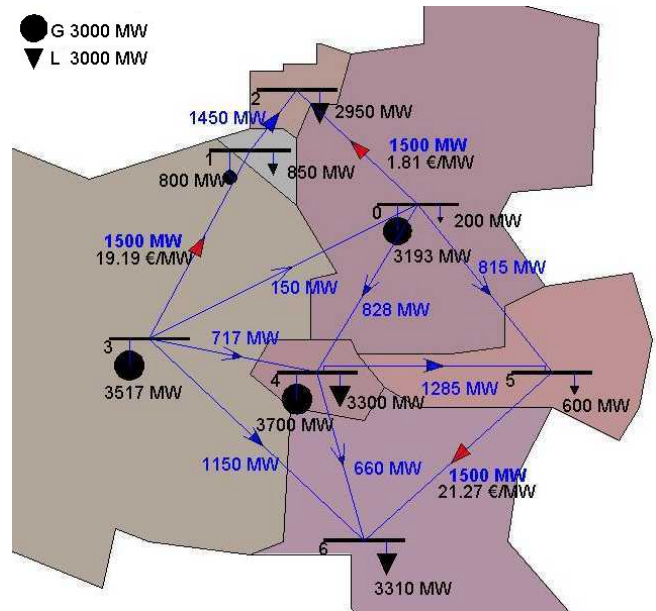 G 3000 MW
L 3000 MW
2
2950 MW
1450 MW
1
850 MW
800 MW
1500 MW
1.81 €/MW
0
200 MW
3193 MW
1500 MW
19.19 €/MW
815 MW
150 MW
828 MW
3
717 MW
3517 MW
4
3700 MW
3300 MW
1285 MW
5
600 MW
1150 MW
660 MW
1500 MW
21.27 €/MW
6
3310 MW